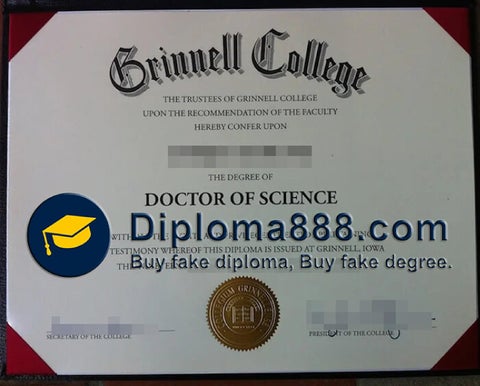 Grinnell College
THE TRUSTEES OF GRINNELL COLLEGE
UPON THE RECOMMENDATION OF THE FACULTY
HEREBY CONFER UPON
THE DEGREE OF
DOCTOR OF SCIENCE
Diploma888.com
TESTIMONY WHEREOF THIS DIPLOMA IS ISSUED AT GRINNELL, IOWA
Buy fake diploma, Buy fake degree.
SECRETARY OF THE COLLEGE
PRESIDENT OF THE COLLEGE